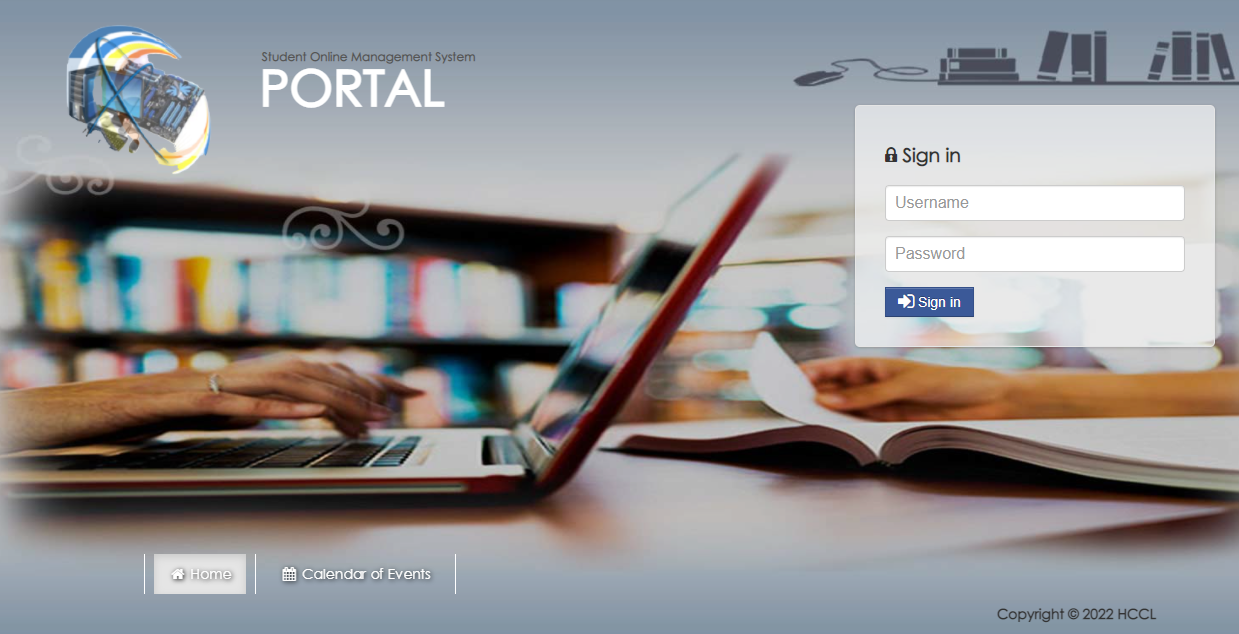 Student Online Management System
PORTAL
Sign in
Username
Password
Sign in
Home
Calendar of Events
Copyright © 2022 HCCL